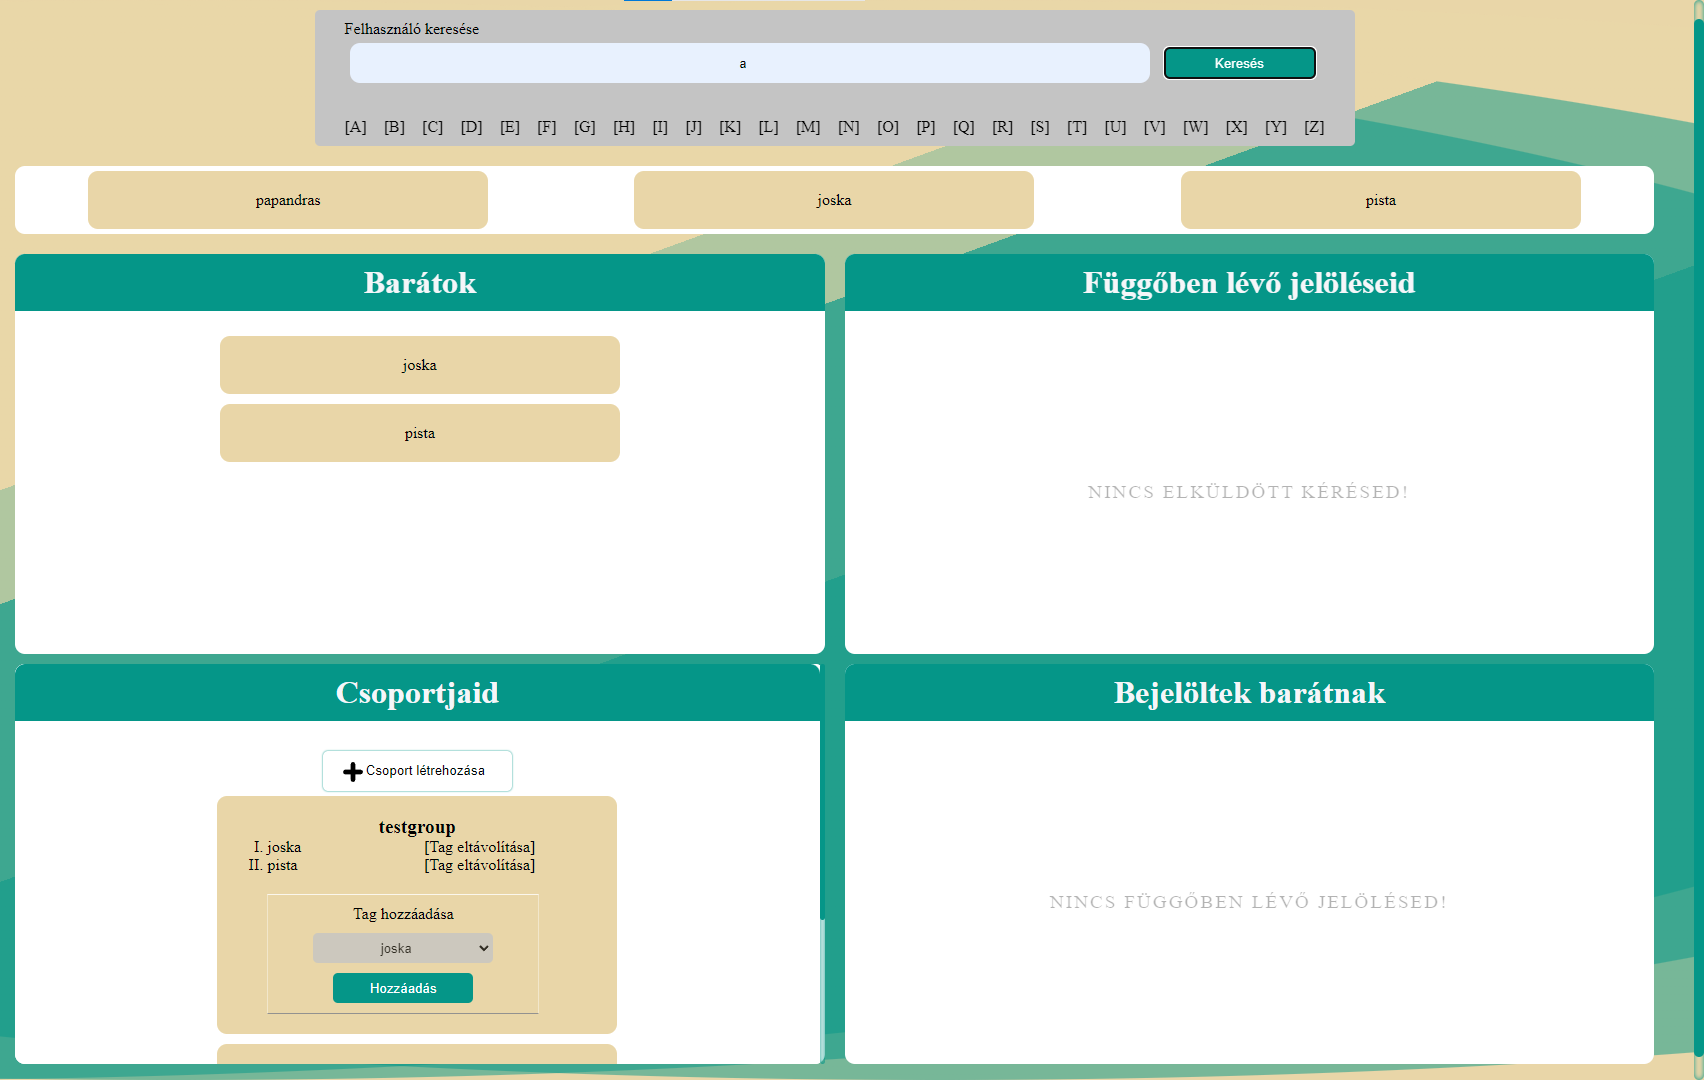 Felhasználó keresése
a
Keresés
[A] [B] [C] [D] [E] [F] [G] [H] [I] [J] [K] [L] [M] [N] [O] [P] [Q] [R] [S] [T] [U] [V] [W] [X] [Y] [Z]
papandras joska pista
Barátok
joska
pista
Függőben lévő jelöléseid
NINCS ELKÜLDÖTT KÉRÉSED!
Csoportjaid
Csoport létrehozása
testgroup
I. joska [Tag eltávolítása]
II. pista [Tag eltávolítása]
Tag hozzáadása
joska
Hozzáadás
Bejelöltek barátnak
NINCS FÜGGŐBEN LÉVŐ JELÖLÉSED!